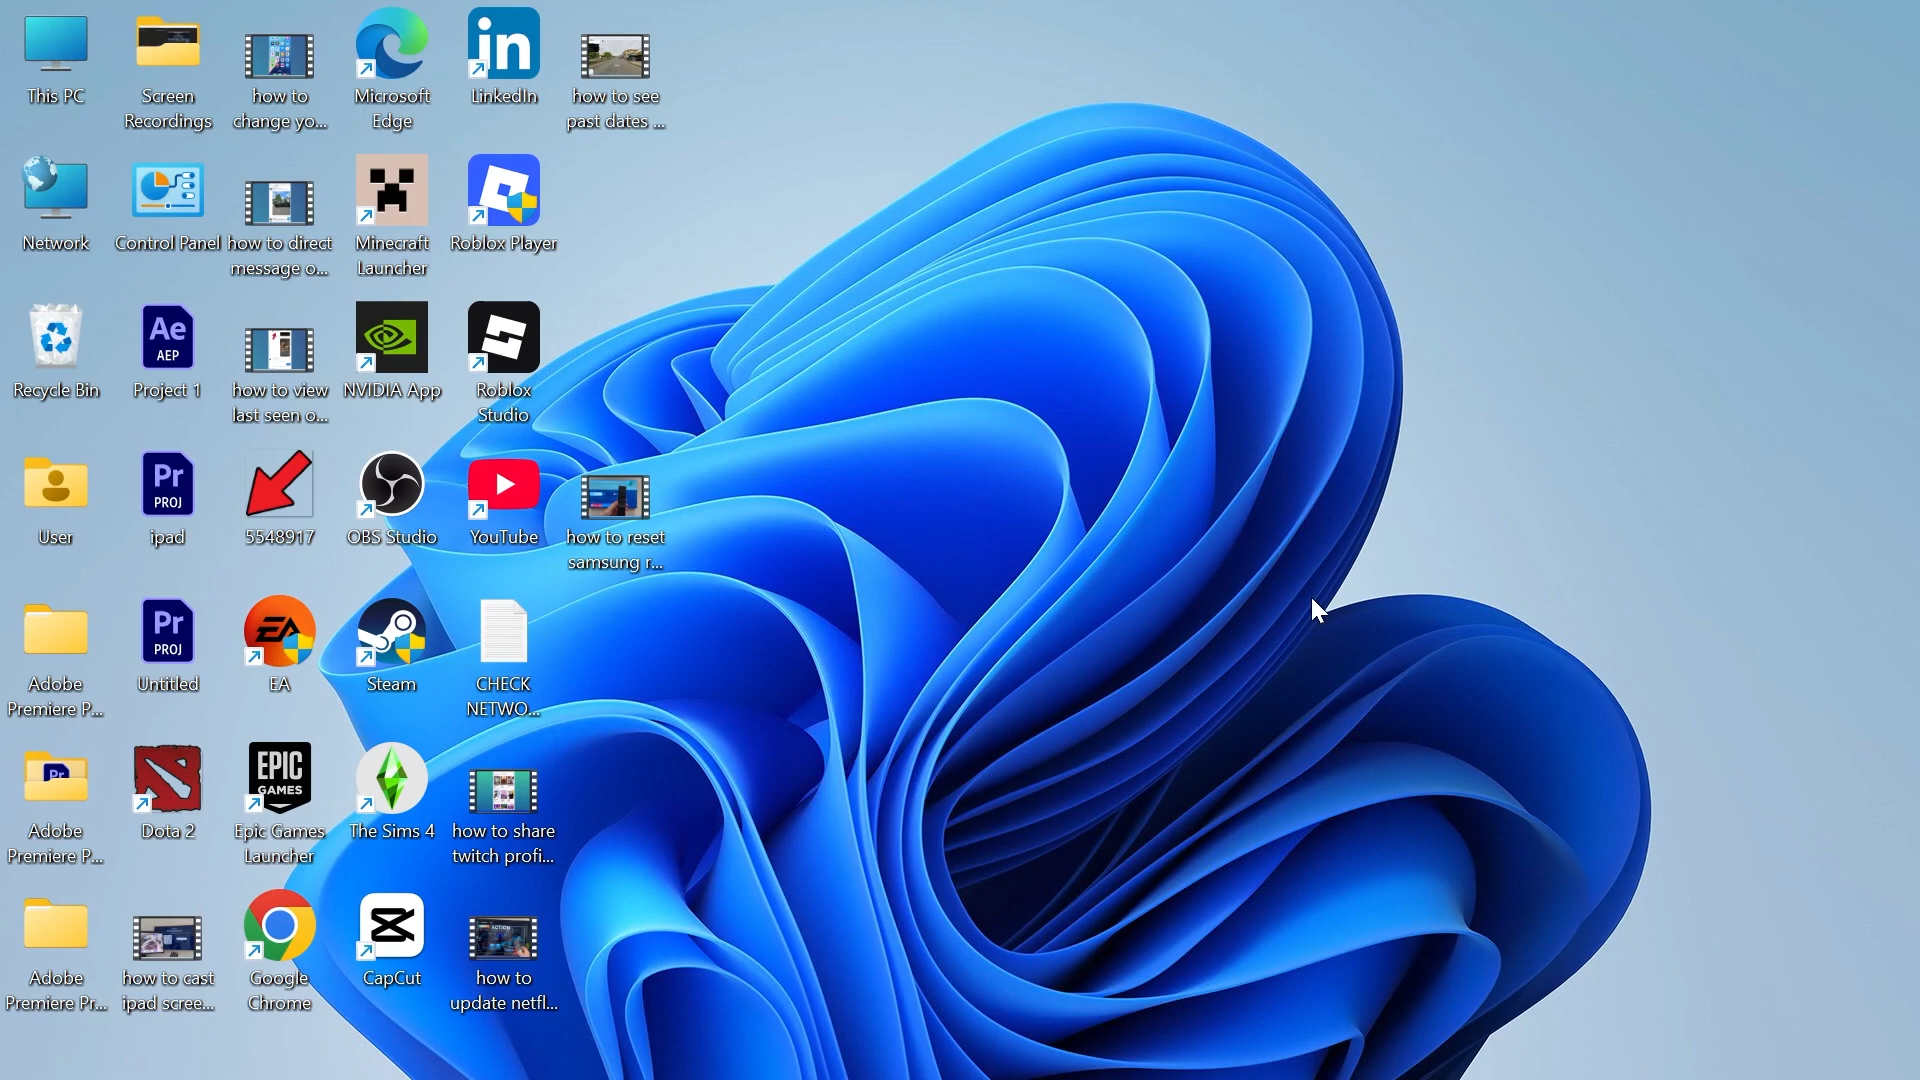 This PC
Screen
Recordings
how to
change yo...
Microsoft
Edge
in
LinkedIn
how to see
past dates ...
Network
Control Panel
how to direct
message o...
Minecraft
Launcher
Roblox Player
Recycle Bin
Ae
AEP
Project 1
how to view
last seen o...
NVIDIA App
Roblox
Studio
User
Pr
PROJ
ipad
5548917
OBS Studio
YouTube
how to reset
samsung r...
Adobe
Premiere P...
Pr
PROJ
Untitled
EA
EA
Steam
CHECK
NETWO...
Pr
Adobe
Premiere P...
Dota 2
EPIC
GAMES
Epic Games
Launcher
The Sims 4
how to share
twitch profi...
Adobe
Premiere Pr...
how to cast
ipad scree...
Google
Chrome
CapCut
ACTION
how to
update netfl...